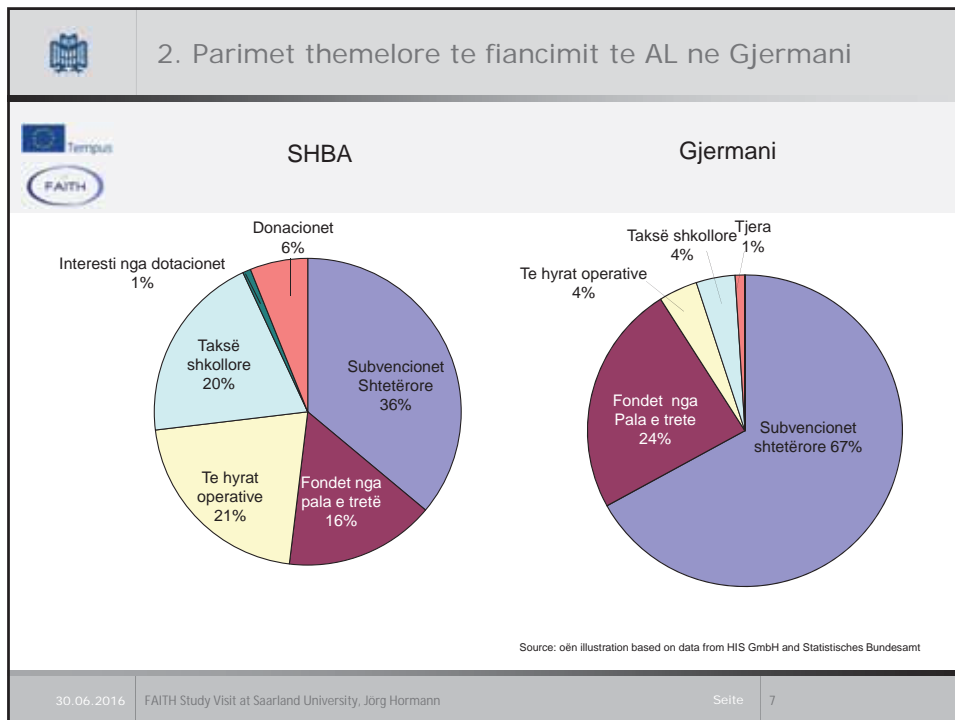 2. Parimet themelore te fiancimit te AL ne Gjermani
Tempus
FAITH
SHBA
Gjermani
Donacionet
6%
Interesti nga dotacionet
1%
Taksë
shkollore
20%
Subvencionet
Shtetërore
36%
Te hyrat
operative
21%
Fondet nga
pala e tretë
16%
Tjera
1%
Taksë shkollore
4%
Te hyrat operative
4%
Fondet nga
Pala e trete
24%
Subvencionet
shtetërore 67%
Source: oën illustration based on data from HIS GmbH and Statistisches Bundesamt
30.06.2016 FAITH Study Visit at Saarland University, Jörg Hormann Seite 7